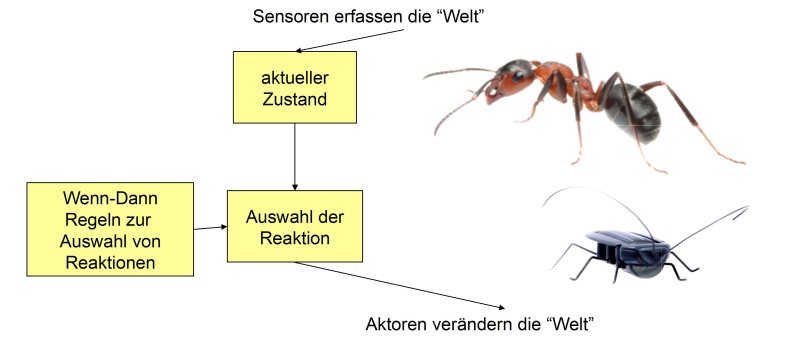 Sensoren erfassen die “Welt”
aktueller
Zustand
Wenn-Dann
Regeln zur
Auswahl von
Reaktionen
Auswahl der
Reaktion
Aktoren verändern die “Welt”